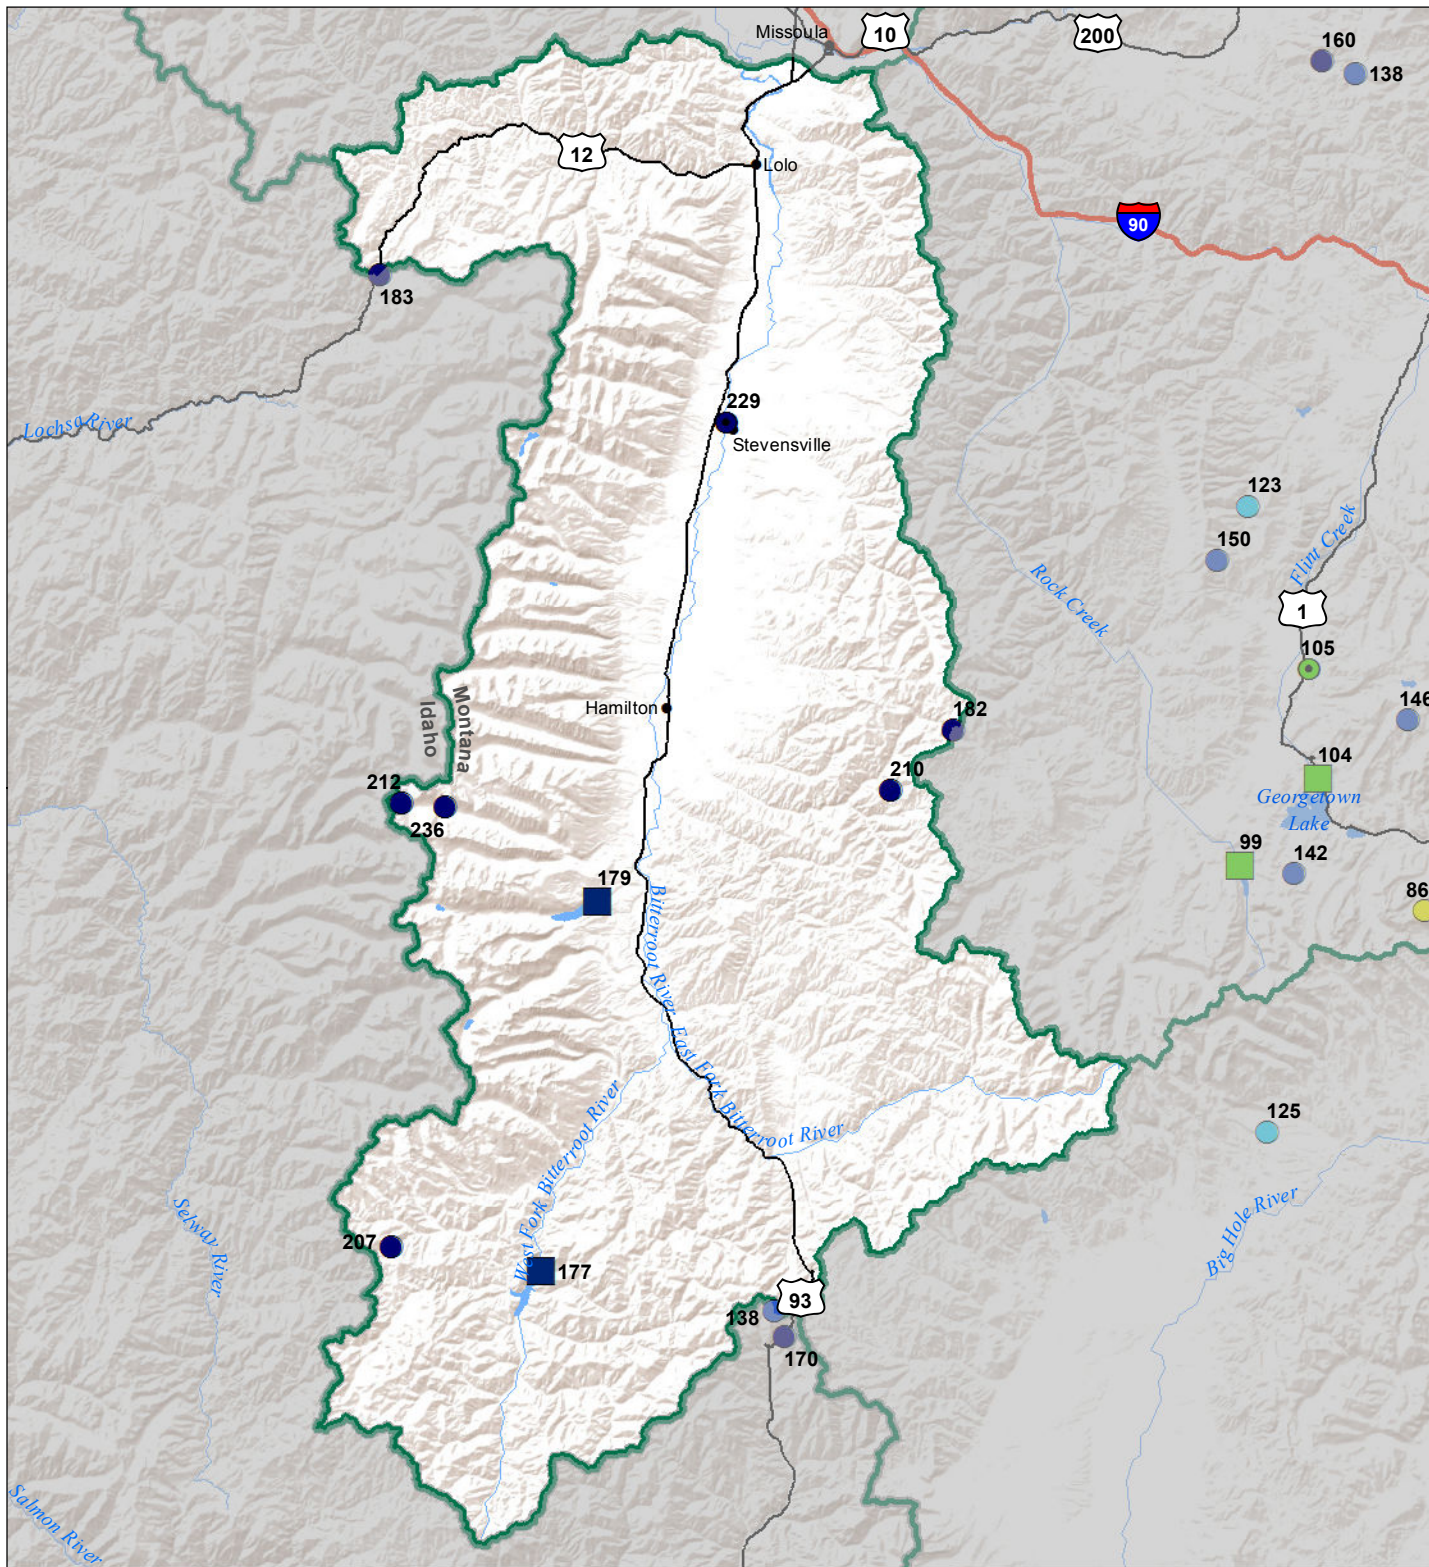 Missoula
10
200
160
138
12
Lolo
90
183
229
Lochsa River
Stevensville
123
Flint Creek
150
Rock Creek
1
105
Montana
Idaho
Hamilton
182
146
104
212
210
Georgetown
Lake
236
99
142
179
86
Bitterroot River
East Fork Bitterroot River
West Fork Bitterroot River
125
Selway River
Big Hole River
207
177
93
138
170
Salmon River